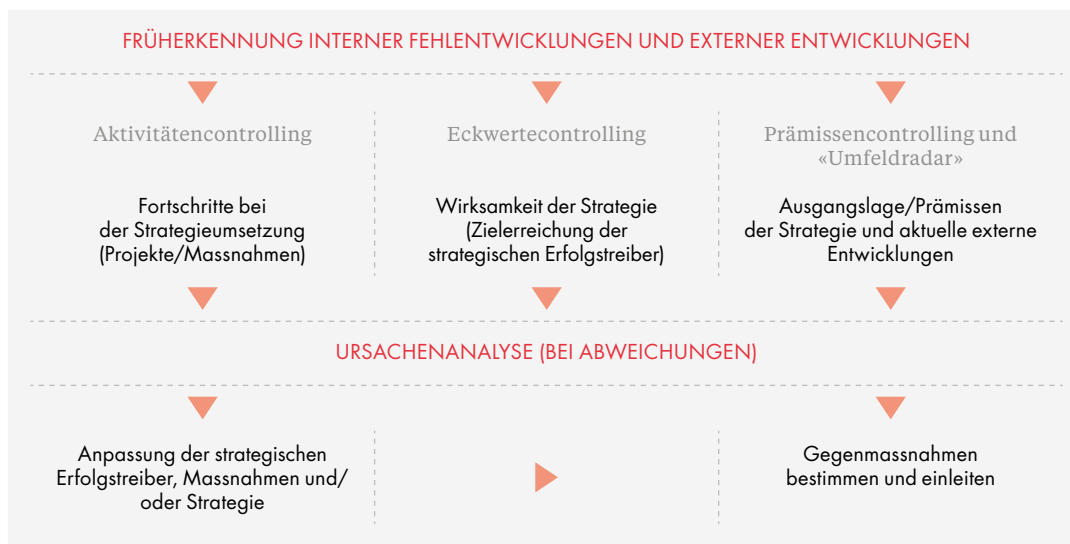 FRÜHERKENNUNG INTERNER FEHLENTWICKLUNGEN UND EXTERNER ENTWICKLUNGEN
Aktivitätencontrolling
Fortschritte bei
der Strategieumsetzung
(Projekte/Massnahmen)
Eckwertecontrolling
Wirksamkeit der Strategie
(Zielerreichung der
strategischen Erfolgstreiber)
Prämissencontrolling und
«Umfeldradar»
Ausgangslage/Prämissen
der Strategie und aktuelle externe
Entwicklungen
URSACHENANALYSE (BEI ABWEICHUNGEN)
Anpassung der strategischen
Erfolgstreiber, Massnahmen und/
oder Strategie
Gegenmassnahmen
bestimmen und einleiten